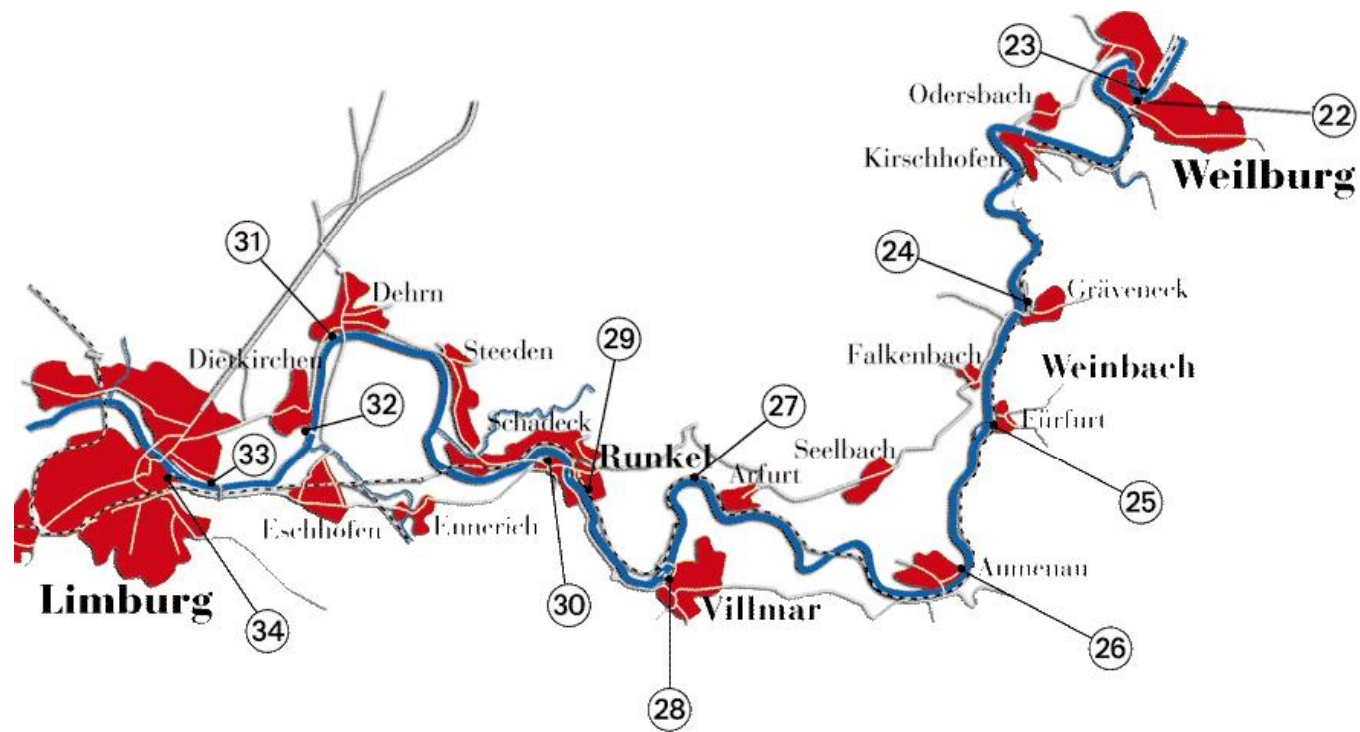 23
Odersbach
22
Kirschhofen
Weilburg
31
24
Dehrn
Gräveneck
Dietkirchen
Steeden
29
Falkenbach
Weinbach
32
27
Fürfurt
Schadeck
33
Runkel
Seelbach
Arfurt
25
Eschhofen
Ennerich
Aumenau
Limburg
30
Villmar
34
26
28